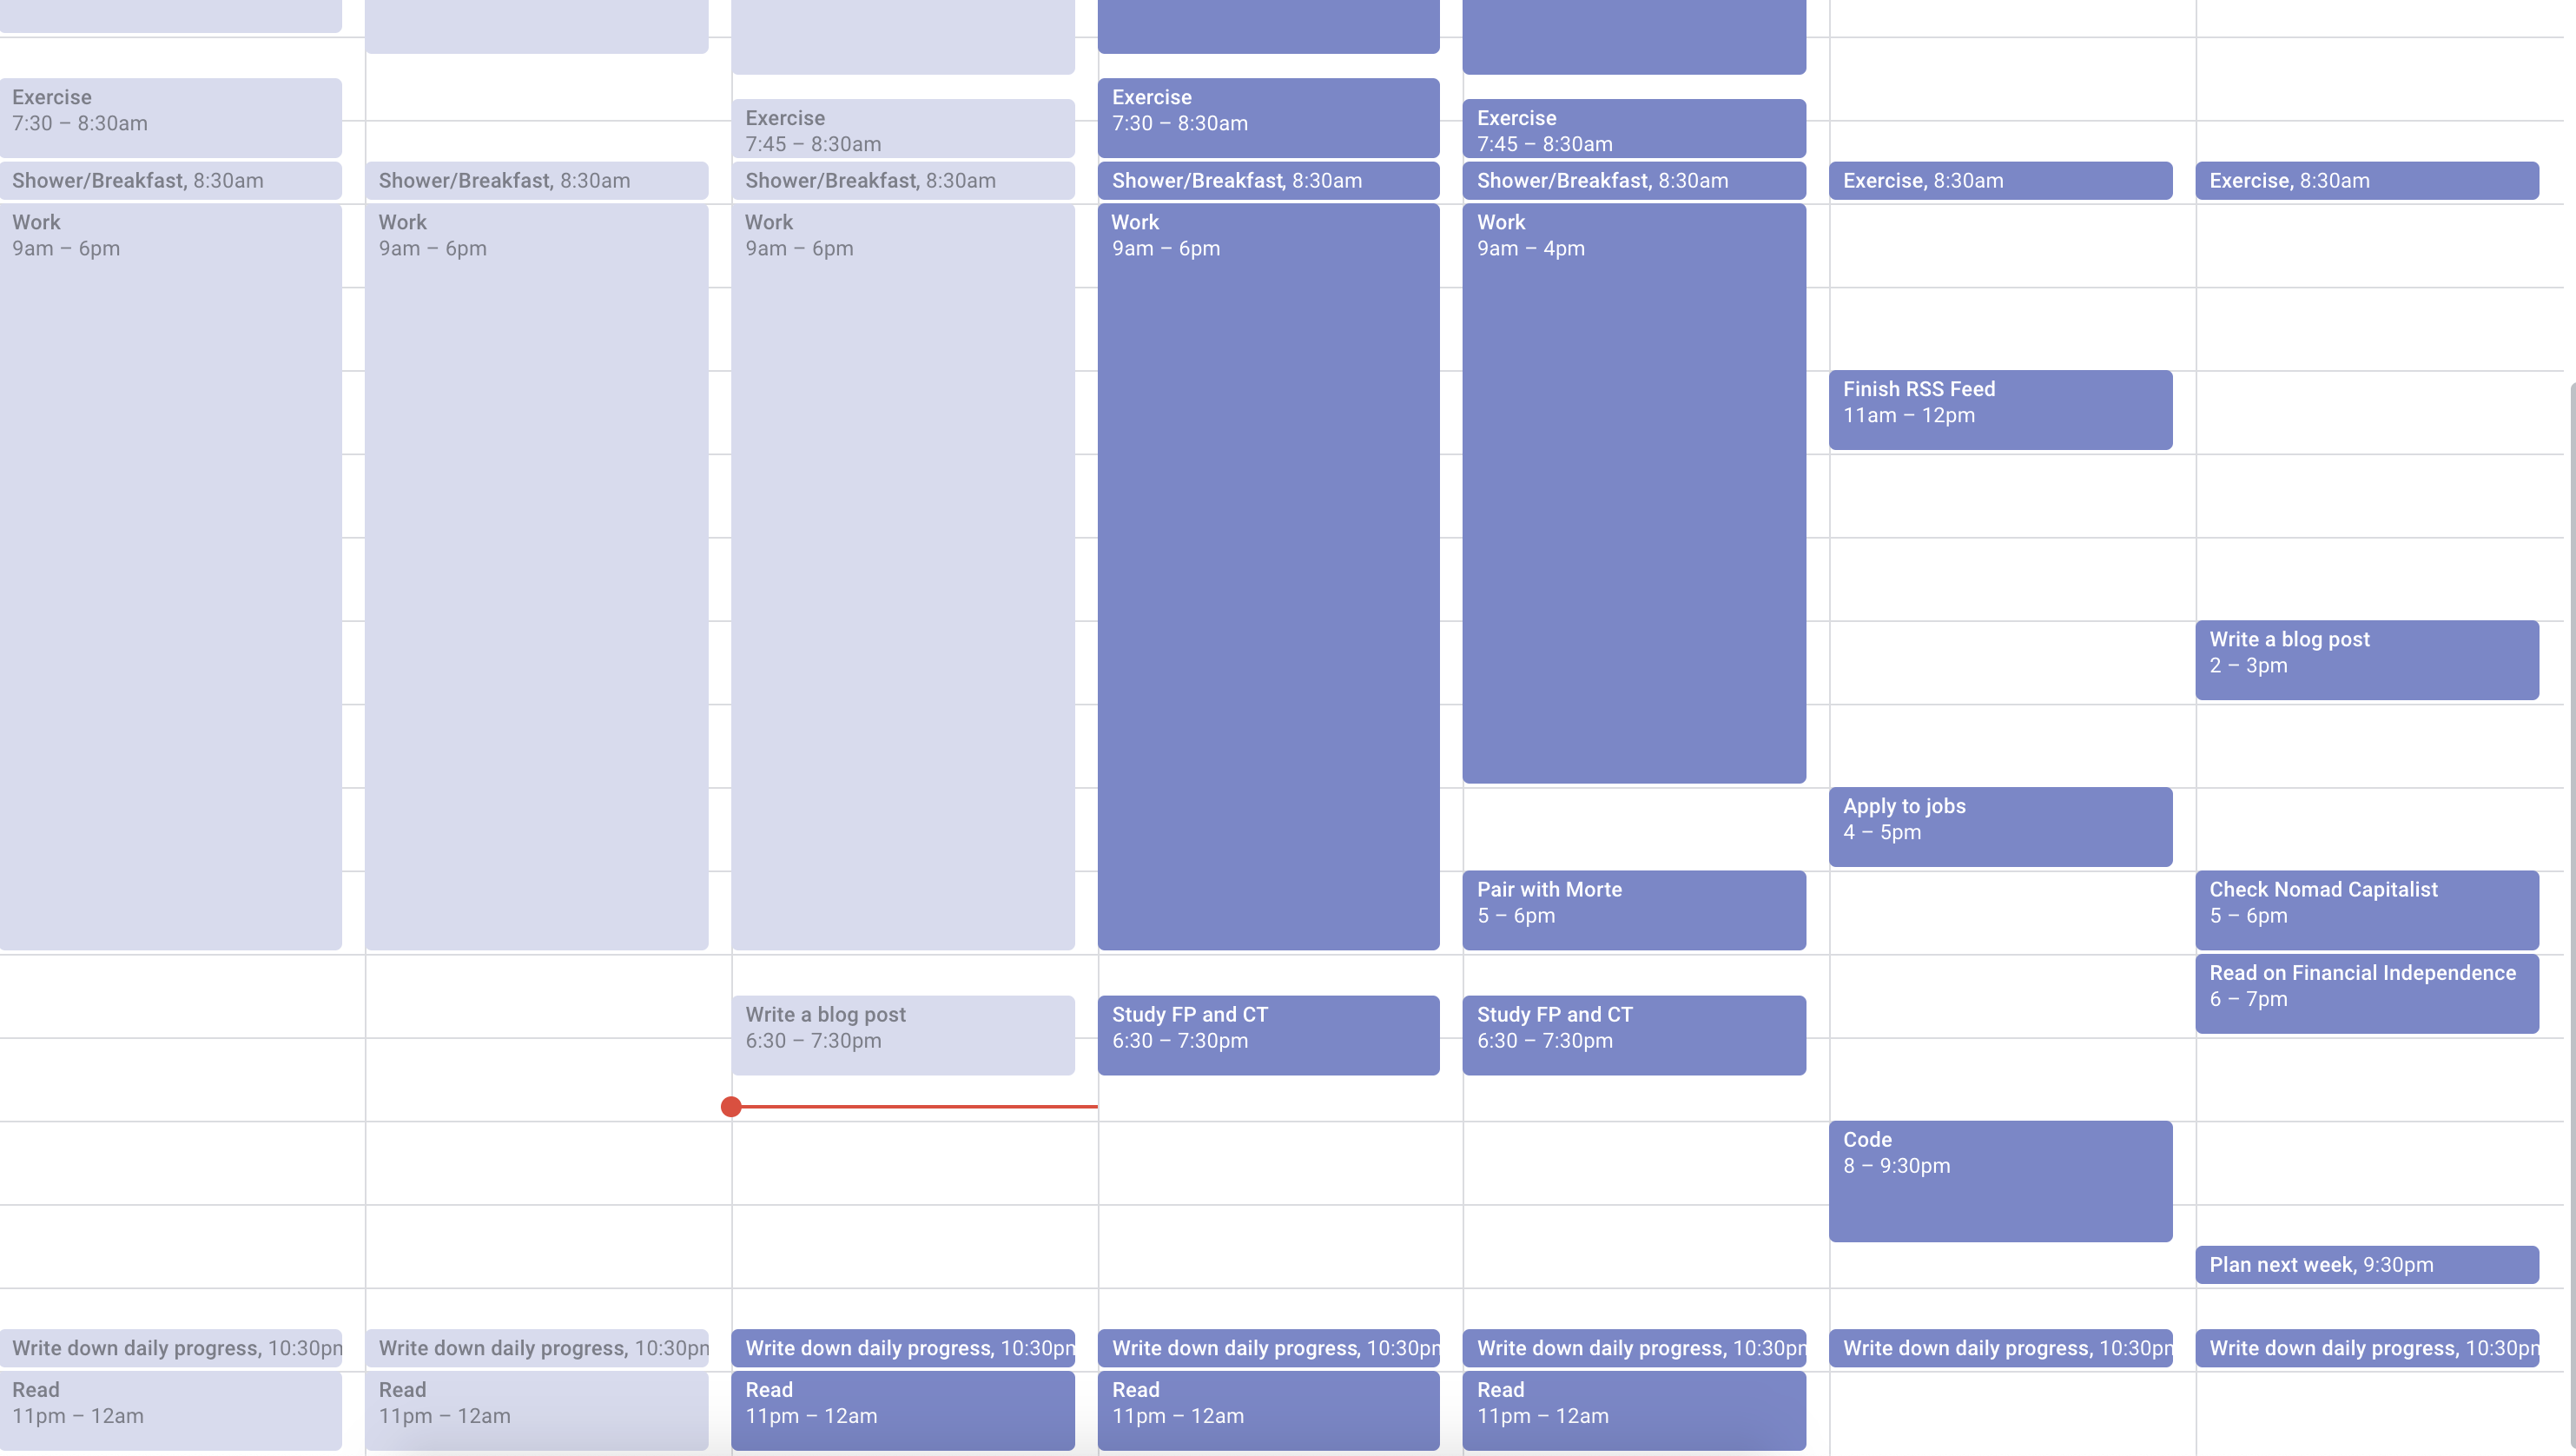 Exercise
7:30 – 8:30am
Shower/Breakfast, 8:30am
Work
9am – 6pm
Write down daily progress, 10:30pm
Read
11pm – 12am
Shower/Breakfast, 8:30am
Work
9am – 6pm
Write down daily progress, 10:30pm
Read
11pm – 12am
Exercise
7:45 – 8:30am
Shower/Breakfast, 8:30am
Work
9am – 6pm
Write a blog post
6:30 – 7:30pm
Write down daily progress, 10:30pm
Read
11pm – 12am
Exercise
7:30 – 8:30am
Shower/Breakfast, 8:30am
Work
9am – 6pm
Study FP and CT
6:30 – 7:30pm
Write down daily progress, 10:30pm
Read
11pm – 12am
Exercise
7:45 – 8:30am
Shower/Breakfast, 8:30am
Work
9am – 4pm
Pair with Morte
5 – 6pm
Study FP and CT
6:30 – 7:30pm
Write down daily progress, 10:30pm
Read
11pm – 12am
Exercise, 8:30am
Finish RSS Feed
11am – 12pm
Apply to jobs
4 – 5pm
Code
8 – 9:30pm
Write down daily progress, 10:30pm
Exercise, 8:30am
Write a blog post
2 – 3pm
Check Nomad Capitalist
5 – 6pm
Read on Financial Independence
6 – 7pm
Plan next week, 9:30pm
Write down daily progress, 10:30pm